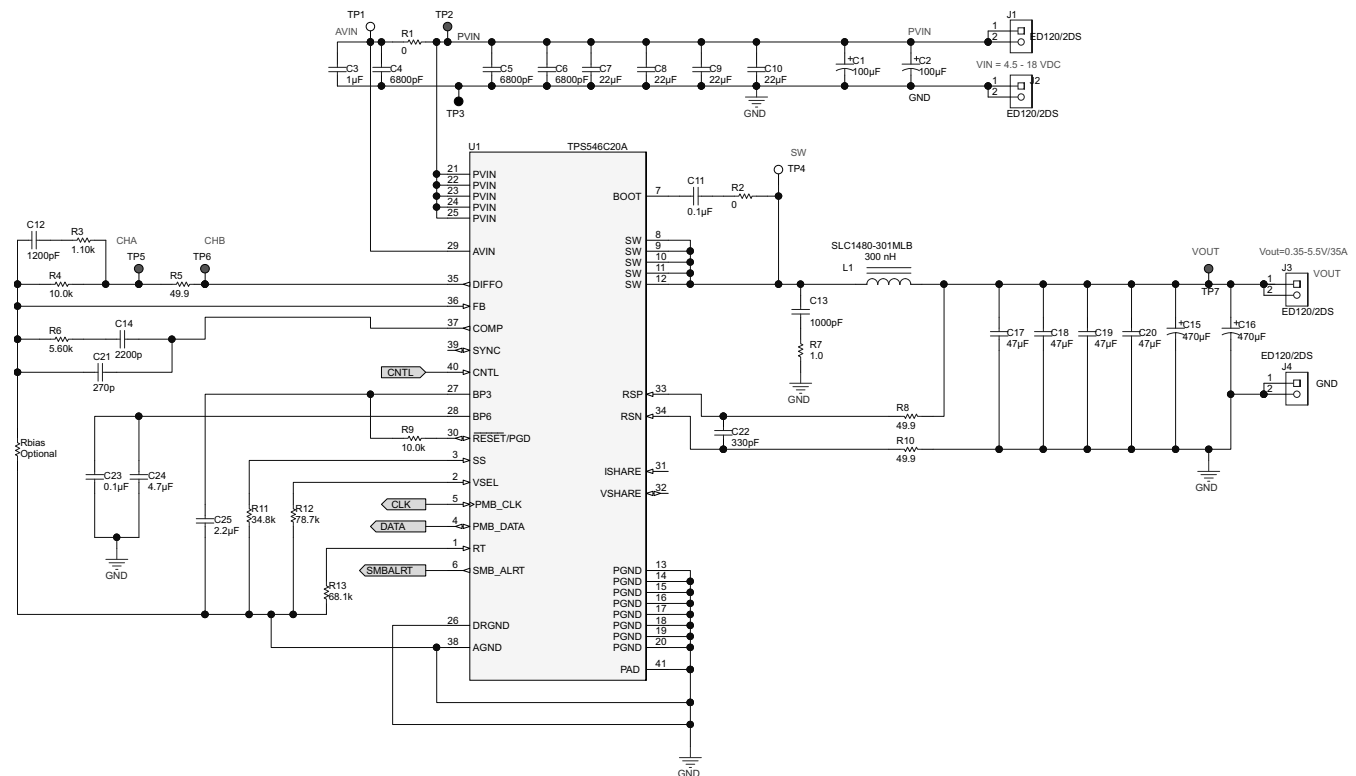 TP1
TP2
J1
AVIN
R1
0
PVIN
PVIN
1
2
ED120/2DS
C3
1µF
C4
6800pF
C5
6800pF
C6
6800pF
C7
22µF
C8
22µF
C9
22µF
C10
22µF
+
C1
100µF
+
C2
100µF
VIN = 4.5 - 18 VDC
J2
1
2
ED120/2DS
TP3
GND
GND
U1
TPS546C20A
SW
TP4
21 PVIN
22 PVIN
23 PVIN
24 PVIN
25 PVIN
BOOT 7
C11
0.1µF
R2
0
C12
1200pF
R3
1.10k
CHA
TP5
CHB
TP6
29 AVIN
SW 8
SW 9
SW 10
SW 11
SW 12
SLC1480-301MLB
300 nH
L1
VOUT
TP7
Vout=0.35-5.5V/35A
J3
VOUT
1
2
ED120/2DS
R4
10.0k
R5
49.9
35 DIFFO
36 FB
37 COMP
39 SYNC
40 CNTL
CNTL
C13
1000pF
R7
1.0
GND
R6
5.60k
C14
2200p
C21
270p
C17
47µF
C18
47µF
C19
47µF
C20
47µF
+
C15
470µF
+
C16
470µF
ED120/2DS
J4
1
2
GND
27 BP3
28 BP6
RSP 33
RSN 34
R8
49.9
C22
330pF
R10
49.9
GND
Rbias
Optional
R9
10.0k
30 RESET/PGD
3 SS
2 VSEL
ISHARE 31
VSHARE 32
C23
0.1µF
C24
4.7µF
GND
C25
2.2µF
R11
34.8k
R12
78.7k
CLK
5 PMB_CLK
DATA
4 PMB_DATA
1 RT
SMBALRT
6 SMB_ALRT
R13
68.1k
PGND 13
PGND 14
PGND 15
PGND 16
PGND 17
PGND 18
PGND 19
PGND 20
26 DRGND
38 AGND
PAD 41
GND